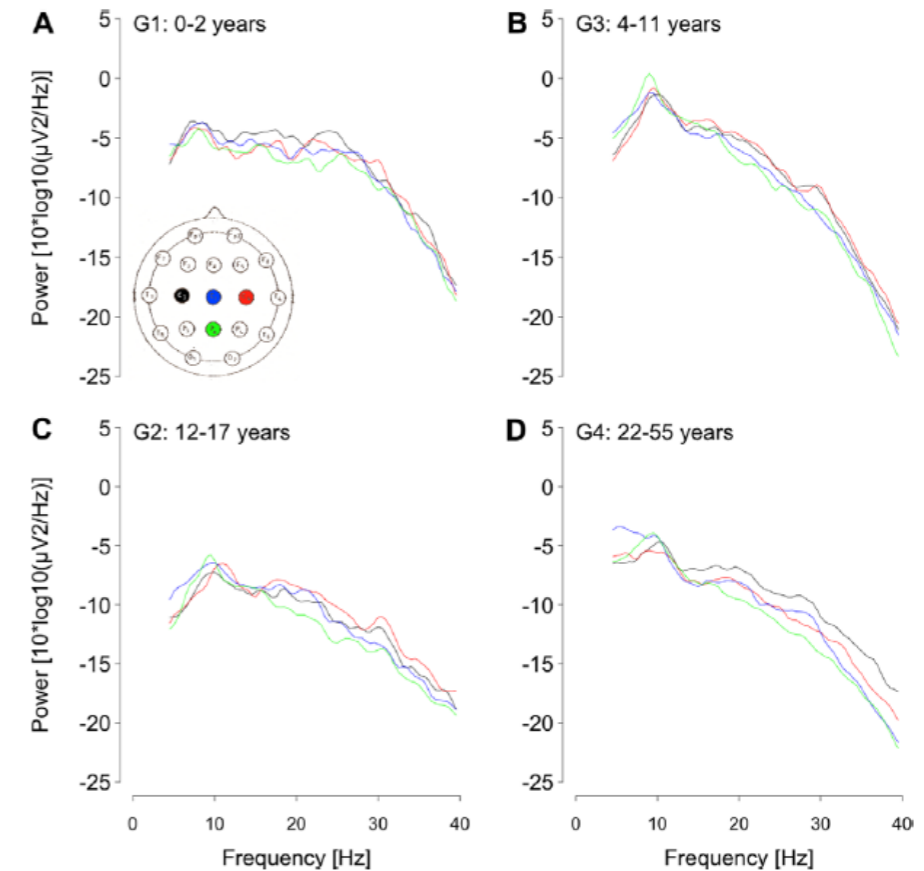 A G1: 0-2 years
5
0
-5
-10
-15
-20
-25
Power [10*log10(µV2/Hz)]
B G3: 4-11 years
5
0
-5
-10
-15
-20
-25
C G2: 12-17 years
5
0
-5
-10
-15
-20
-25
Power [10*log10(µV2/Hz)]
0 10 20 30 40
Frequency [Hz]
D G4: 22-55 years
5
0
-5
-10
-15
-20
-25
0 10 20 30 40
Frequency [Hz]